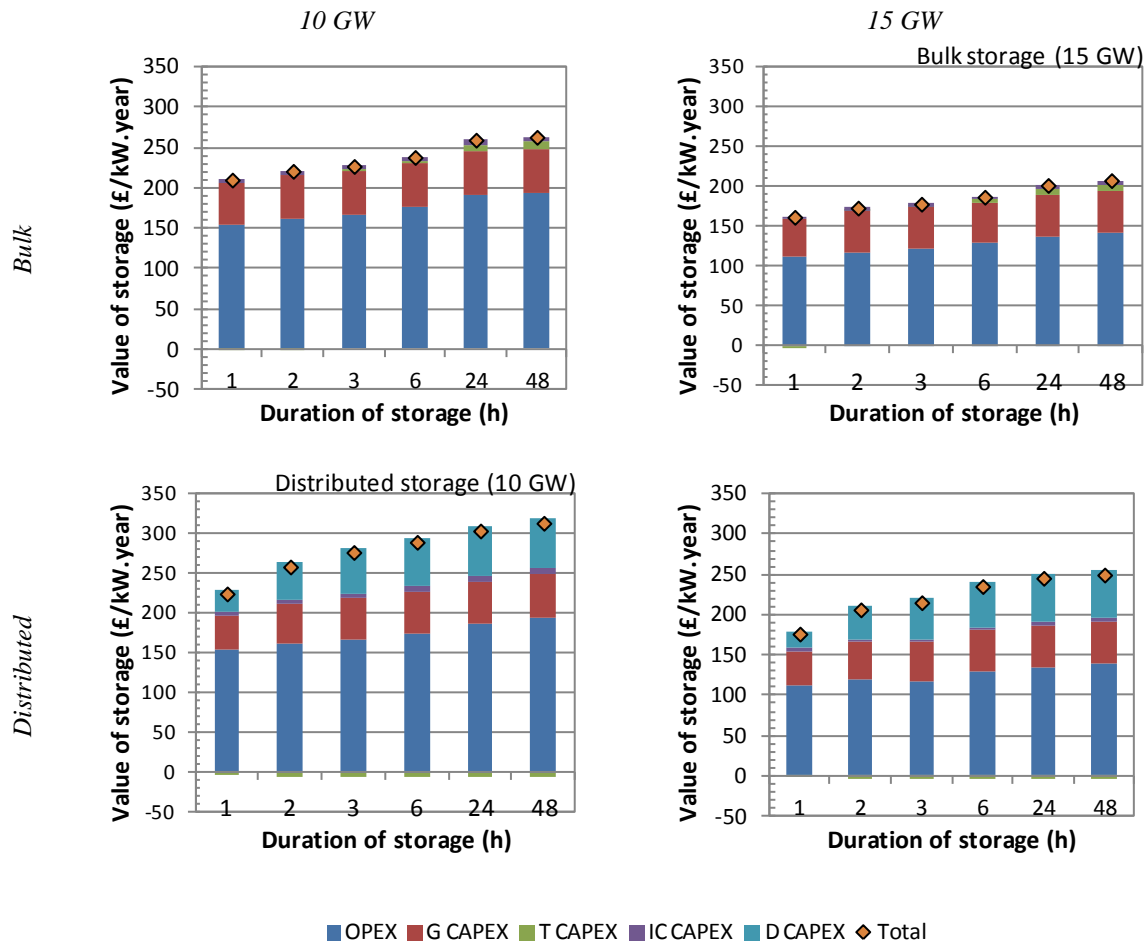 10 GW
15 GW
Bulk
Value of storage (£/kW.year)
350
300
250
200
150
100
50
0
-50
1 2 3 6 24 48
Duration of storage (h)
Bulk storage (15 GW)
Value of storage (£/kW.year)
350
300
250
200
150
100
50
0
-50
1 2 3 6 24 48
Duration of storage (h)
Distributed
Distributed storage (10 GW)
Value of storage (£/kW.year)
350
300
250
200
150
100
50
0
-50
1 2 3 6 24 48
Duration of storage (h)
Value of storage (£/kW.year)
350
300
250
200
150
100
50
0
-50
1 2 3 6 24 48
Duration of storage (h)
OPEX G CAPEX T CAPEX IC CAPEX D CAPEX Total